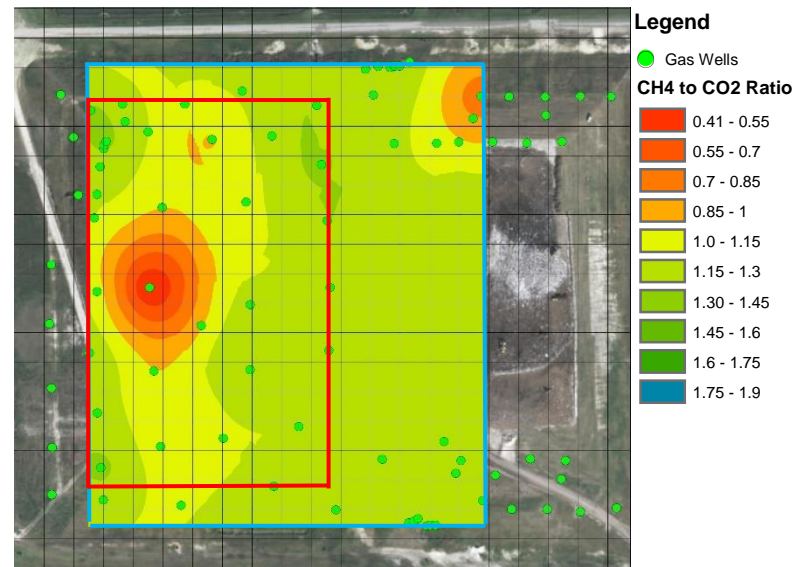 Legend
Gas Wells
CH4 to CO2 Ratio
0.41 - 0.55
0.55 - 0.7
0.7 - 0.85
0.85 - 1
1.0 - 1.15
1.15 - 1.3
1.30 - 1.45
1.45 - 1.6
1.6 - 1.75
1.75 - 1.9